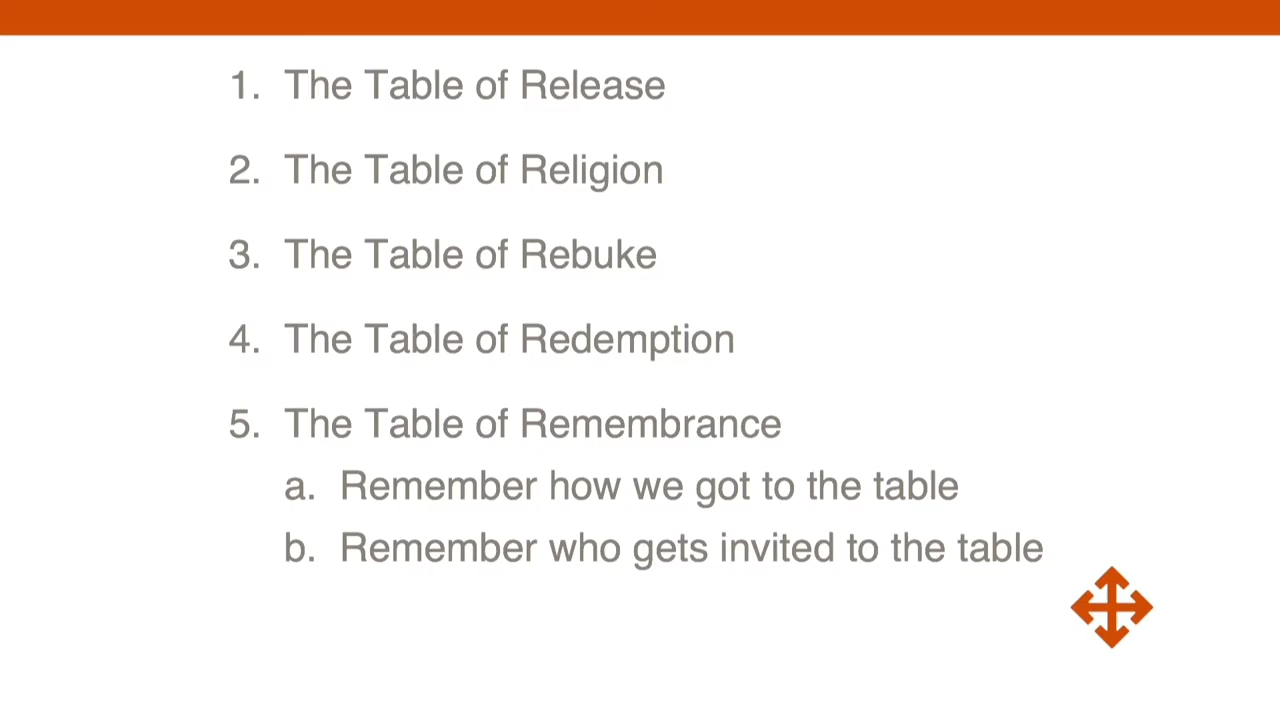 1. The Table of Release
2. The Table of Religion
3. The Table of Rebuke
4. The Table of Redemption
5. The Table of Remembrance
a. Remember how we got to the table
b. Remember who gets invited to the table